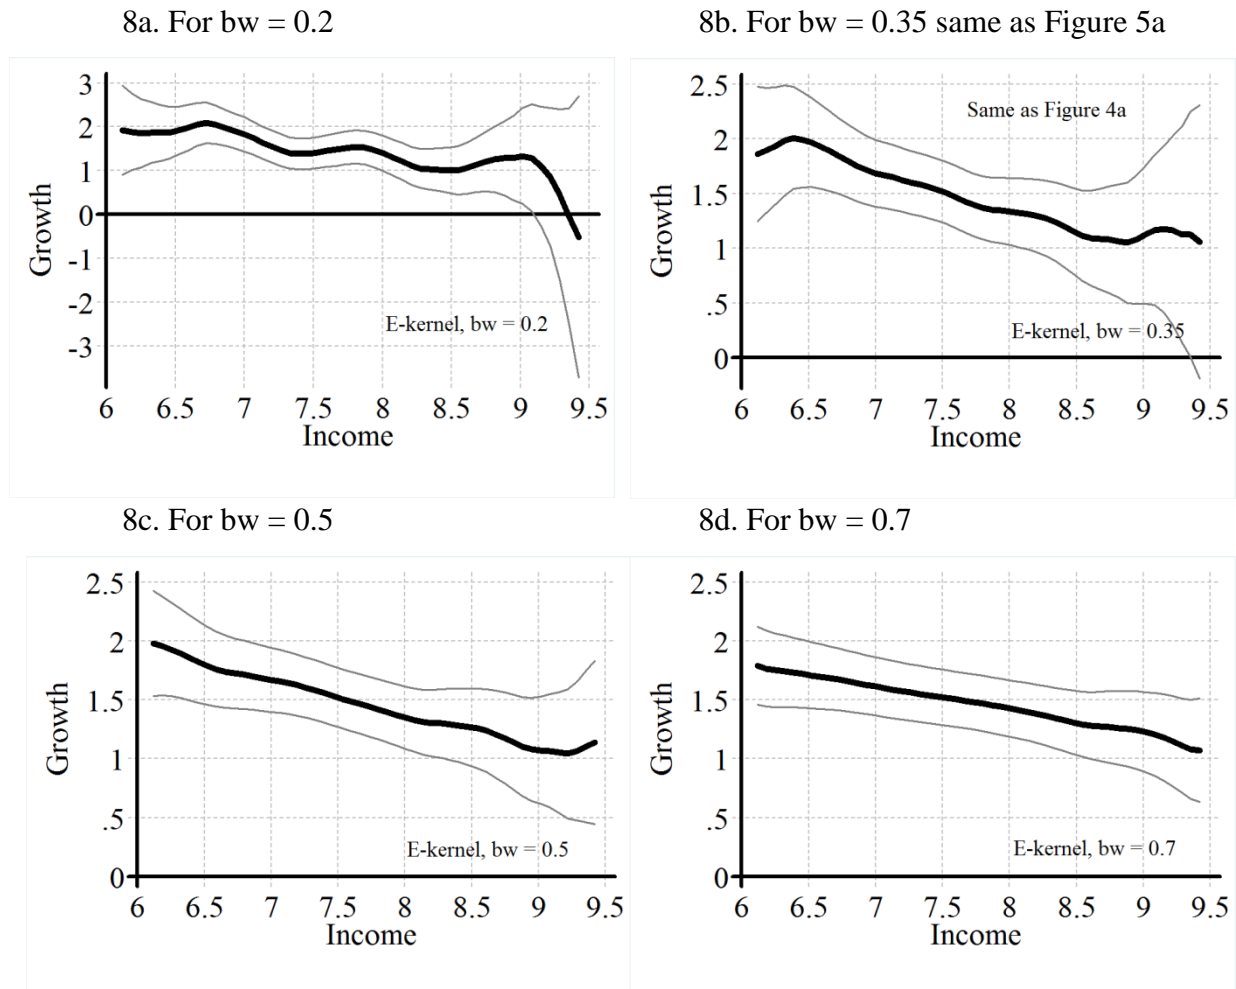 8a. For bw = 0.2
3
2
1
0
-1
-2
-3
Growth
E-kernel, bw = 0.2
6 6.5 7 7.5 8 8.5 9 9.5
Income
8b. For bw = 0.35 same as Figure 5a
2.5
2
1.5
1
.5
0
Growth
Same as Figure 4a
E-kernel, bw = 0.35
6 6.5 7 7.5 8 8.5 9 9.5
Income
8c. For bw = 0.5
2.5
2
1.5
1
.5
0
Growth
E-kernel, bw = 0.5
6 6.5 7 7.5 8 8.5 9 9.5
Income
8d. For bw = 0.7
2.5
2
1.5
1
.5
0
Growth
E-kernel, bw = 0.7
6 6.5 7 7.5 8 8.5 9 9.5
Income